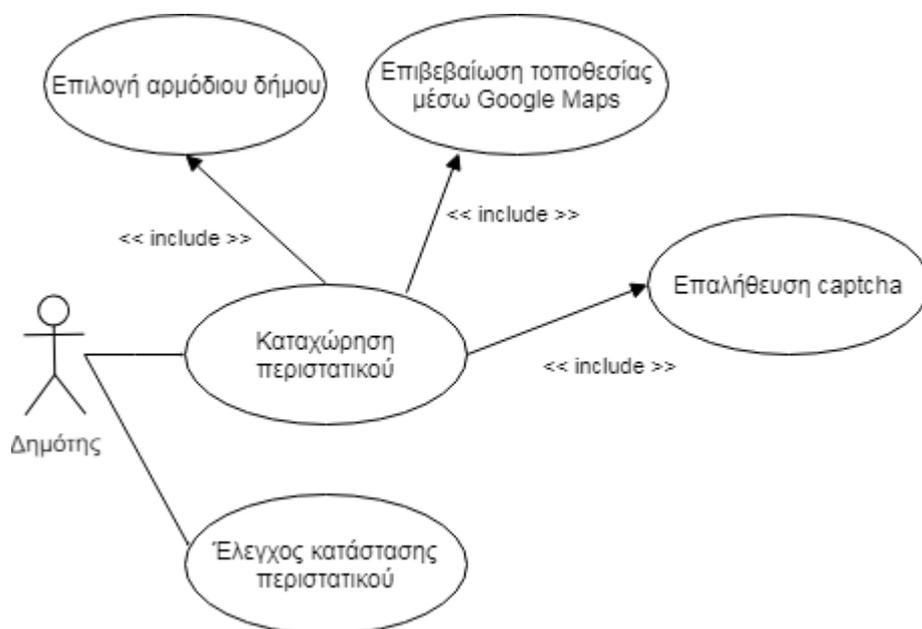 Επιλογή αρμόδιου δήμου
Επιβεβαίωση τοποθεσίας
μέσω Google Maps
<< include >>
<< include >>
Επαλήθευση captcha
Καταχώρηση
περιστατικού
<< include >>
Δημότης
Έλεγχος κατάστασης
περιστατικού